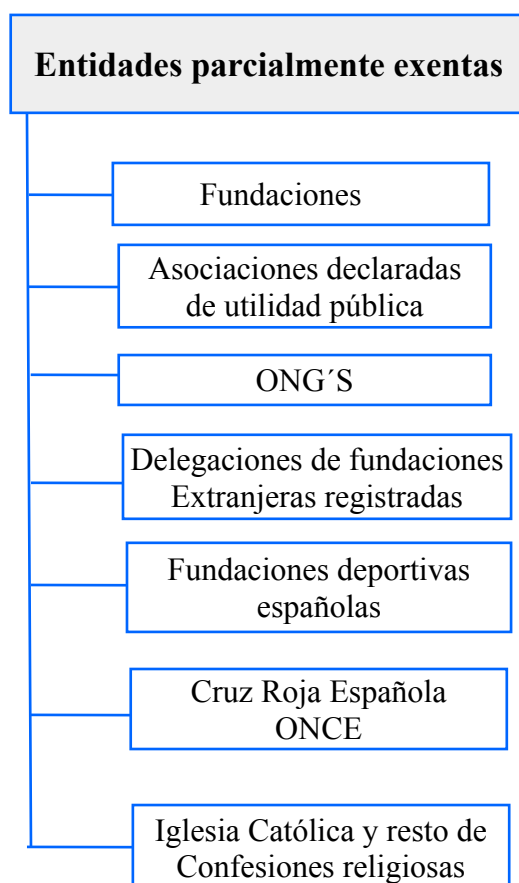 Entidades parcialmente exentas
Fundaciones
Asociaciones declaradas
de utilidad pública
ONG´S
Delegaciones de fundaciones
Extranjeras registradas
Fundaciones deportivas
españolas
Cruz Roja Española
ONCE
Iglesia Católica y resto de
Confesiones religiosas